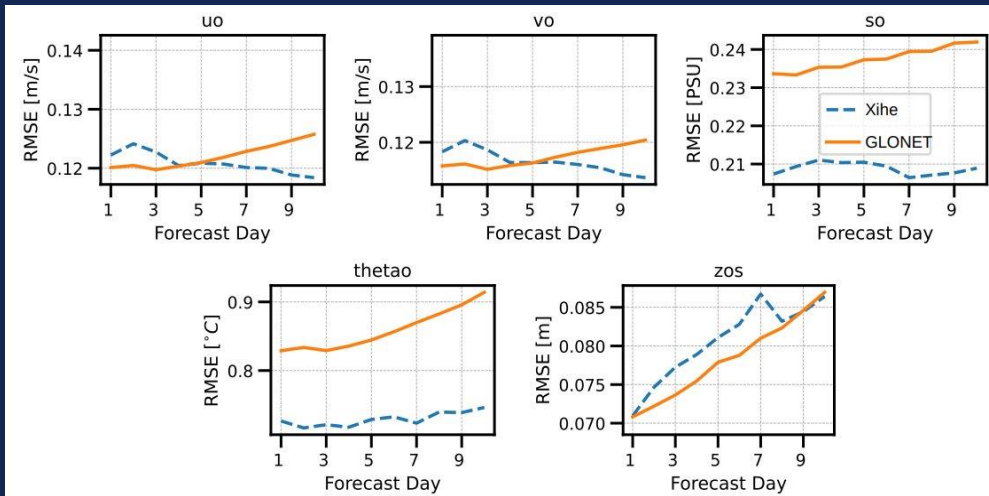 uo
0.14
0.13
0.12
RMSE [m/s]
1 3 5 7 9
Forecast Day
vo
0.13
0.12
RMSE [m/s]
1 3 5 7 9
Forecast Day
so
0.24
0.23
0.22
0.21
RMSE [PSU]
Xihe
GLONET
1 3 5 7 9
Forecast Day
thetao
0.9
0.8
RMSE [°C]
1 3 5 7 9
Forecast Day
zos
0.085
0.080
0.075
0.070
RMSE [m]
1 3 5 7 9
Forecast Day